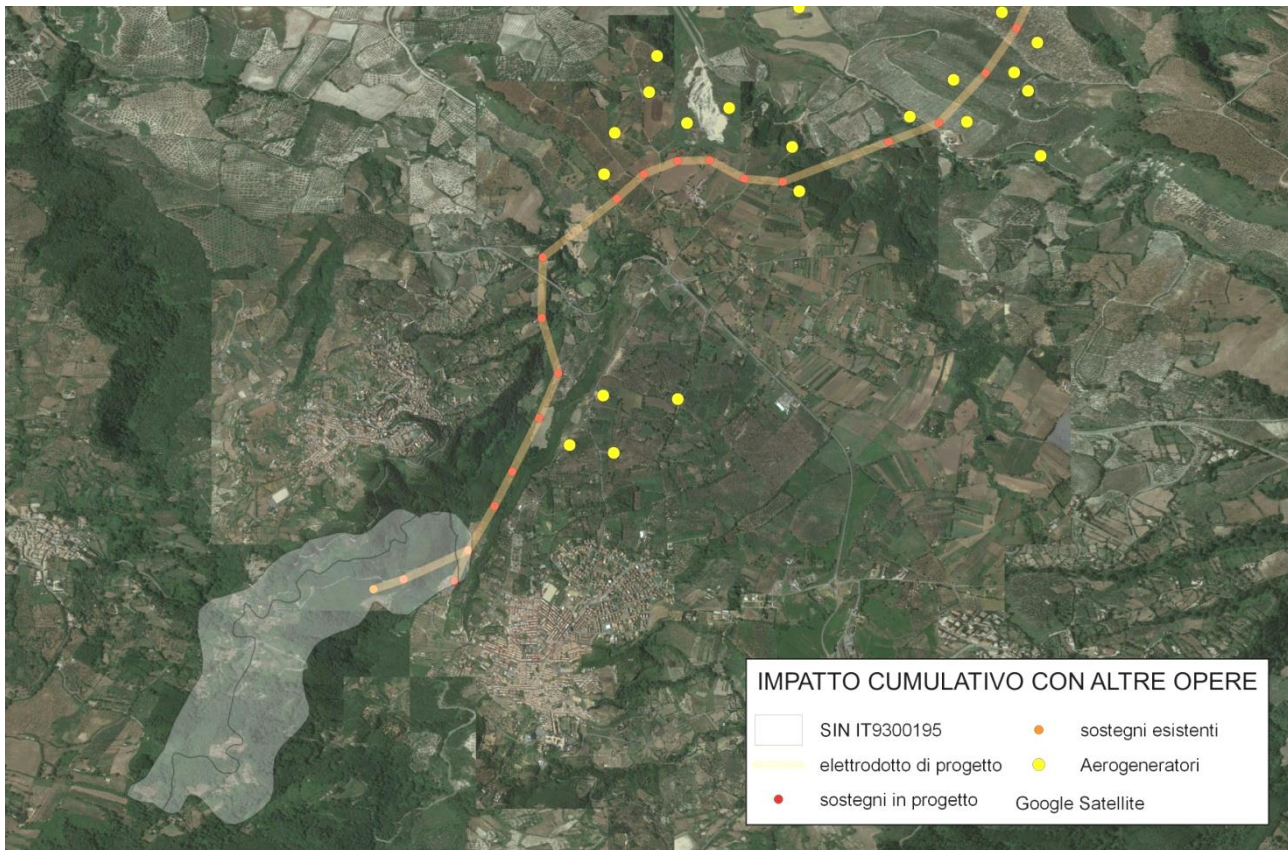 IMPATTO CUMULATIVO CON ALTRE OPERE
SIN IT9300195
elettrodotto di progetto
sostegni in progetto
sostegni esistenti
Aerogeneratori
Google Satellite